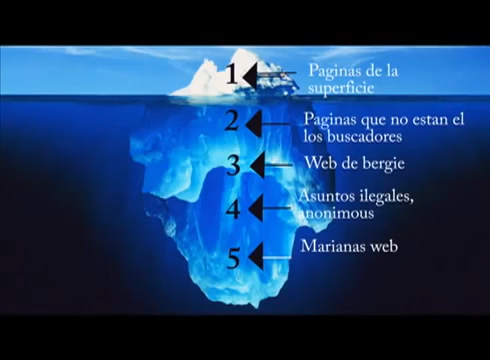 1
Paginas de la
superficie
2
Paginas que no estan el
los buscadores
3
Web de bergie
4
Asuntos ilegales,
anonimous
5
Marianas web